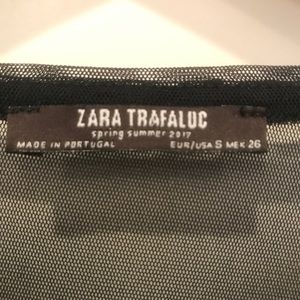 ZARA TRAFALUC
spring summer 2017
MADE IN PORTUGAL EUR/USA S MEX 26